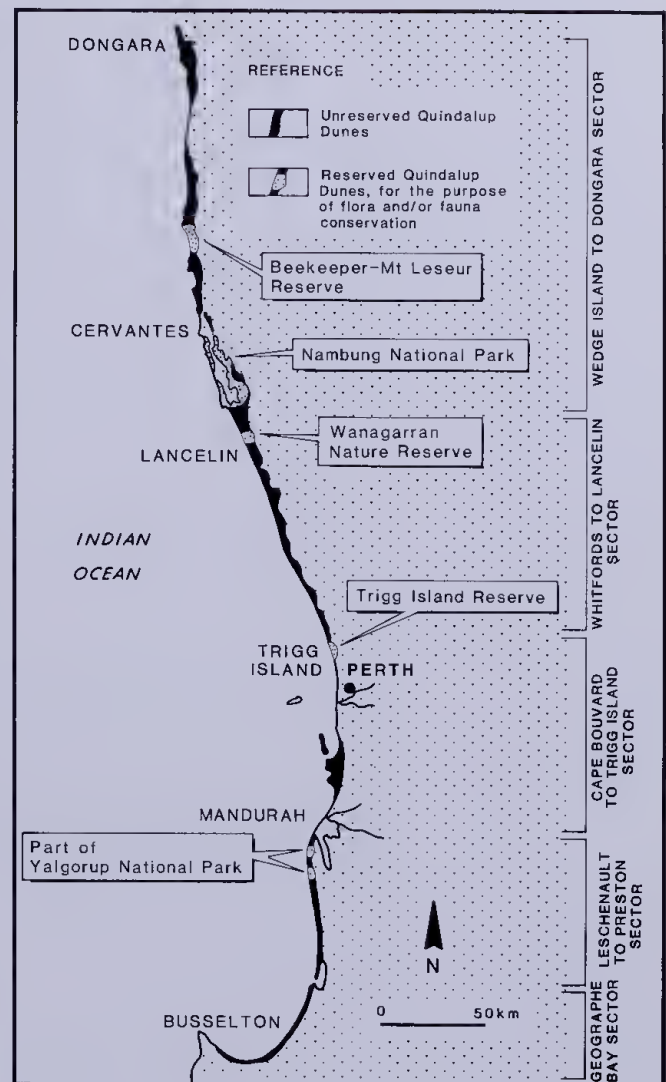 DONGARA
REFERENCE
Unreserved Quindalup
Dunes
Reserved Quindalup
Dunes, for the purpose
of flora and/or fauna
conservation
Beekeeper-Mt Leseur
Reserve
CERVANTES
Nambung National Park
Wanagarran
Nature Reserve
LANCELIN
INDIAN
OCEAN
Trigg Island Reserve
TRIGG
ISLAND
PERTH
MANDURAH
Part of
Yalgorup National Park
N
0 50km
BUSSELTON
WEDGE ISLAND TO DONGARA SECTOR
WHITFORDS TO LANCELIN
SECTOR
CAPE BOUVARD
TO TRIGG ISLAND
SECTOR
LESCHENAULT
TO PRESTON
SECTOR
GEOGRAPHE
BAY SECTOR